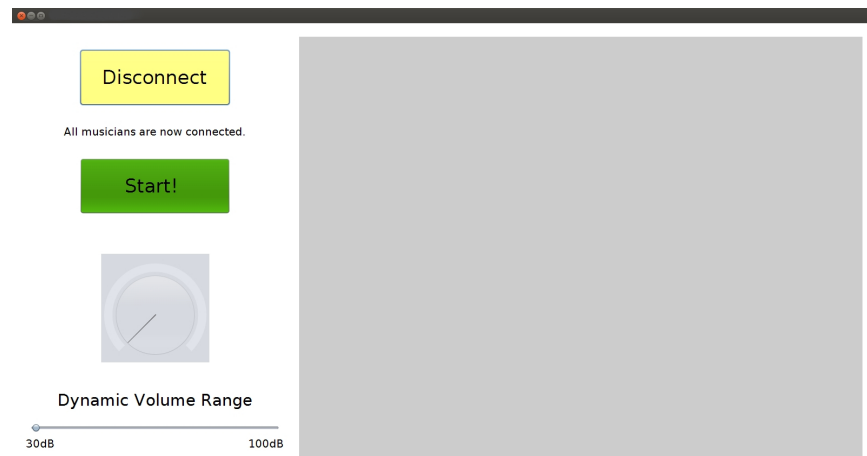 Disconnect
All musicians are now connected.
Start!
Dynamic Volume Range
30dB
100dB